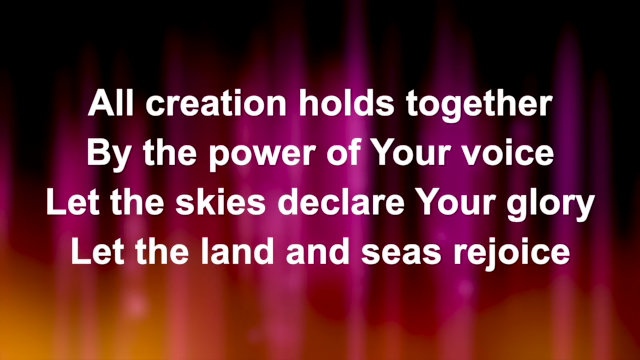 All creation holds together
By the power of Your voice
Let the skies declare Your glory
Let the land and seas rejoice